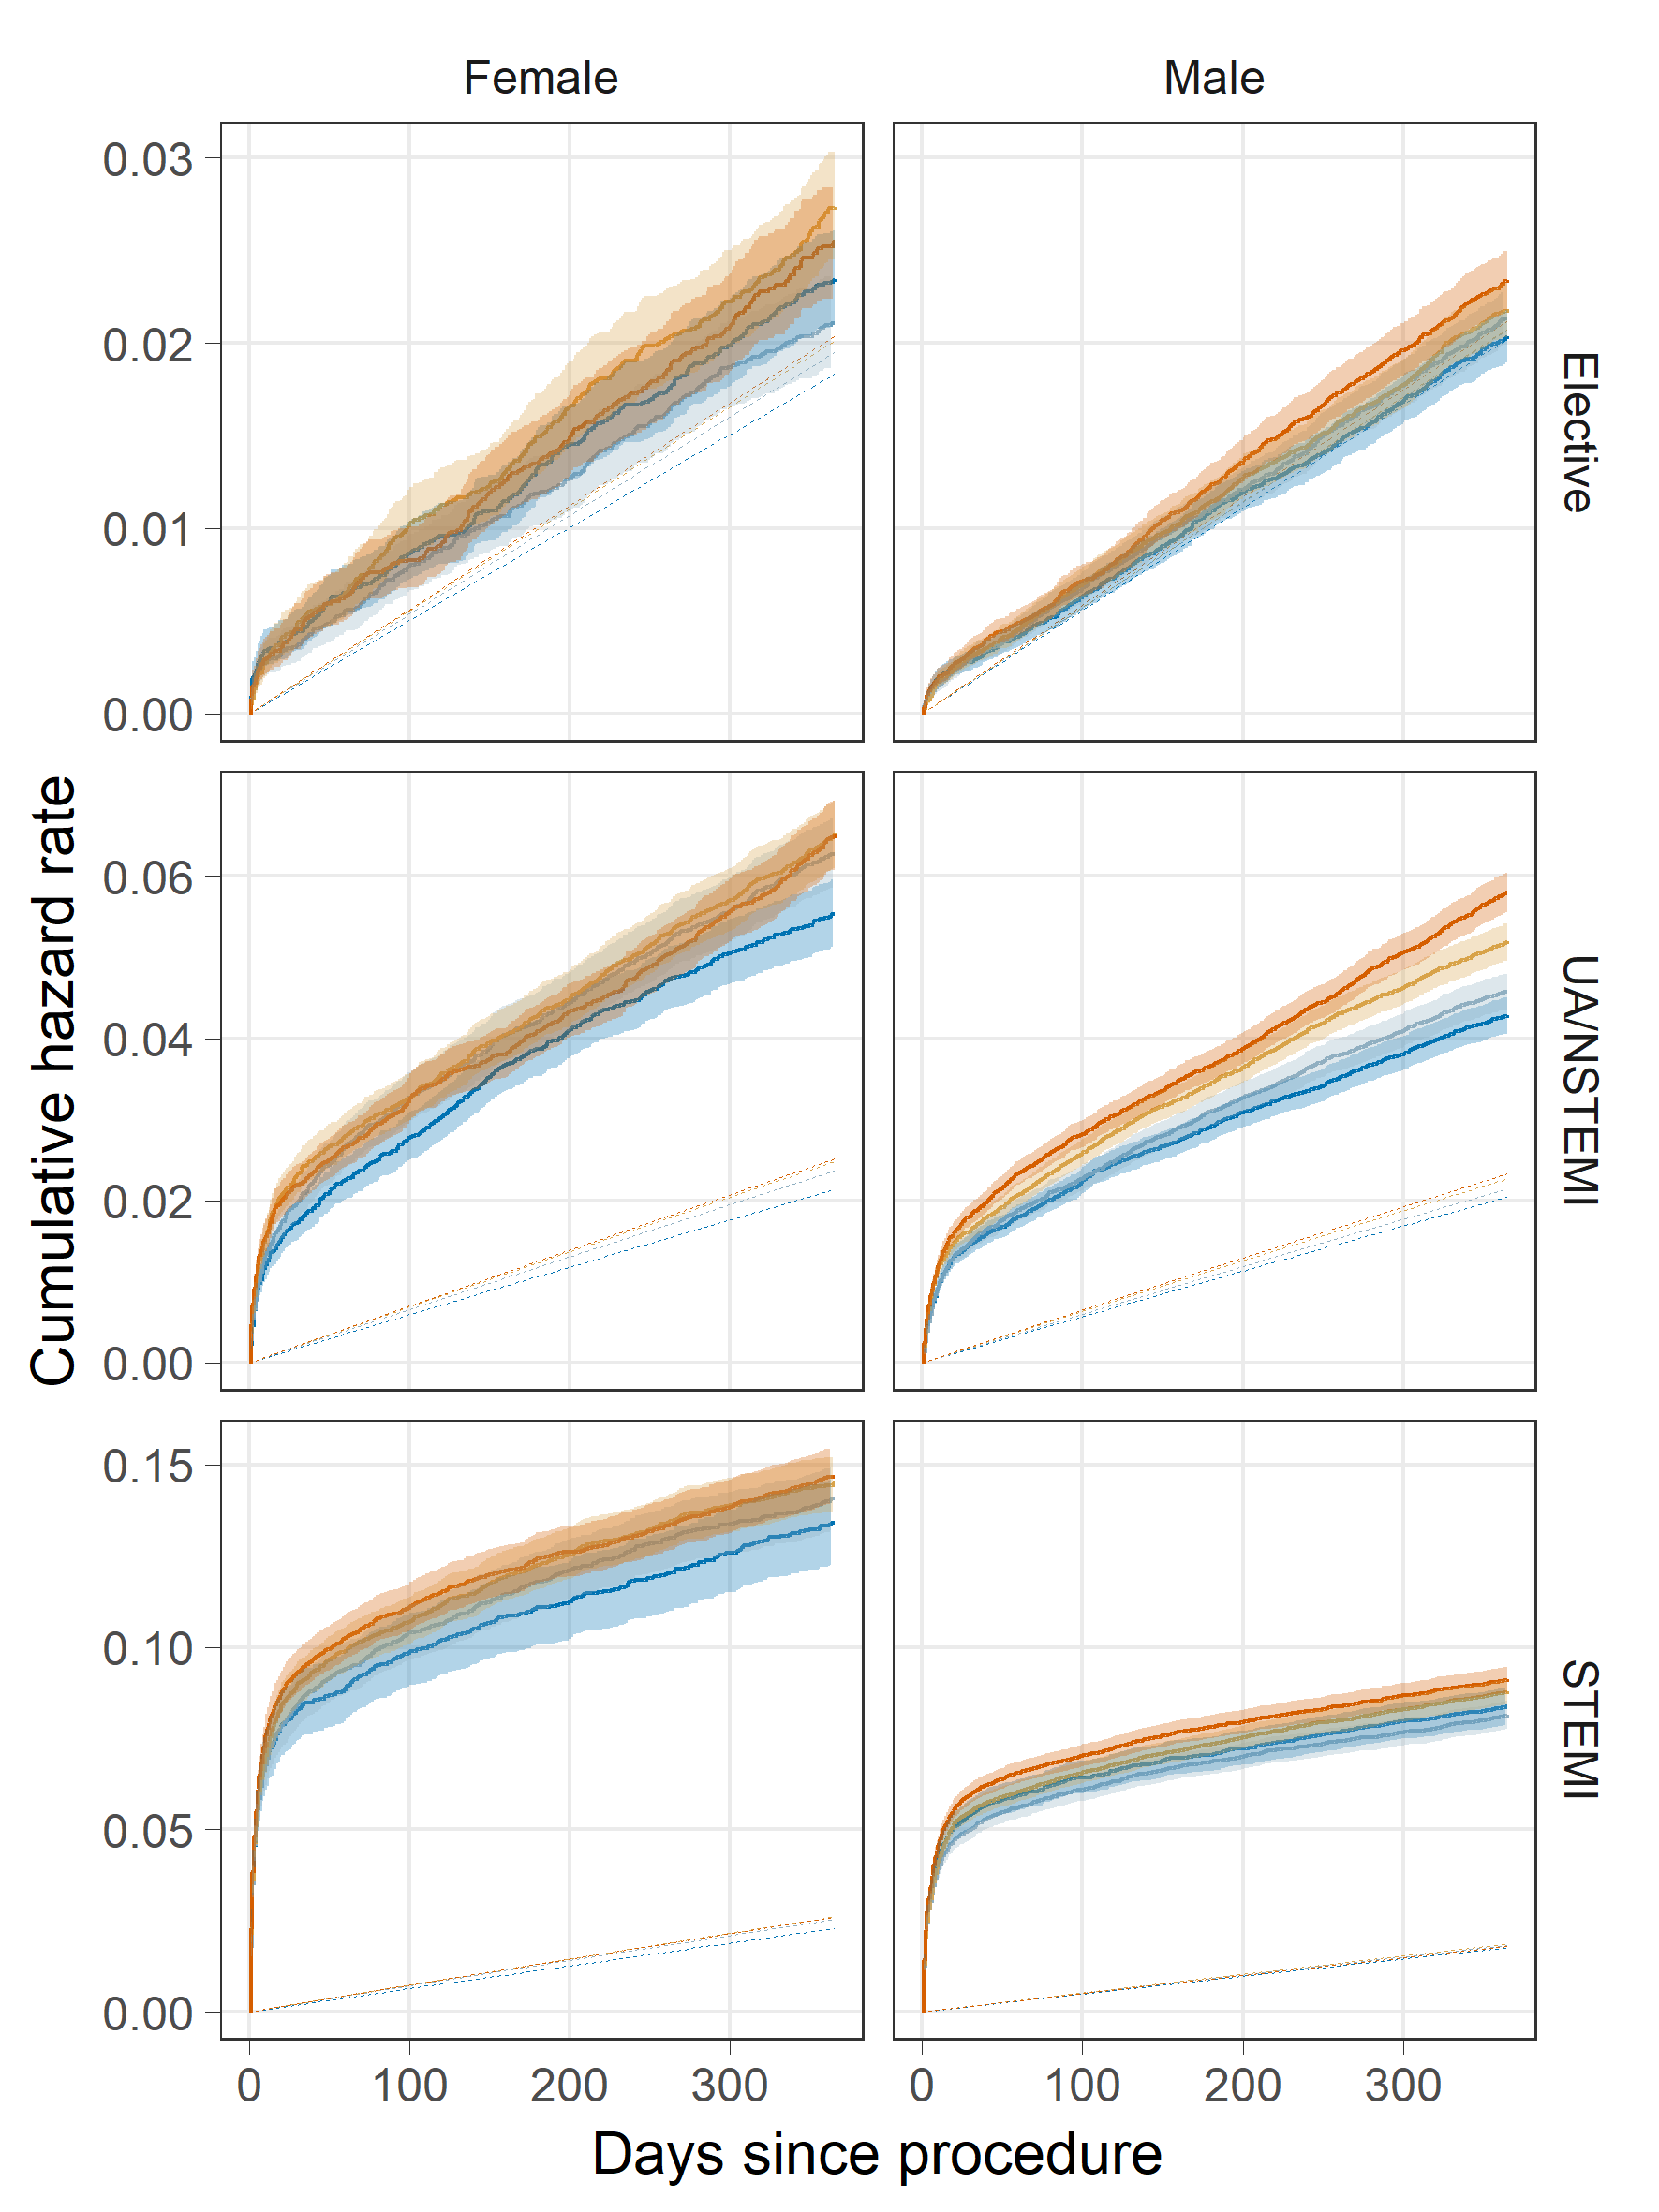 Female
Male
0.03
0.02
0.01
0.00
Elective
Cumulative hazard rate
0.06
0.04
0.02
0.00
UA/NSTEMI
0.15
0.10
0.05
0.00
STEMI
0 100 200 300
0 100 200 300
Days since procedure